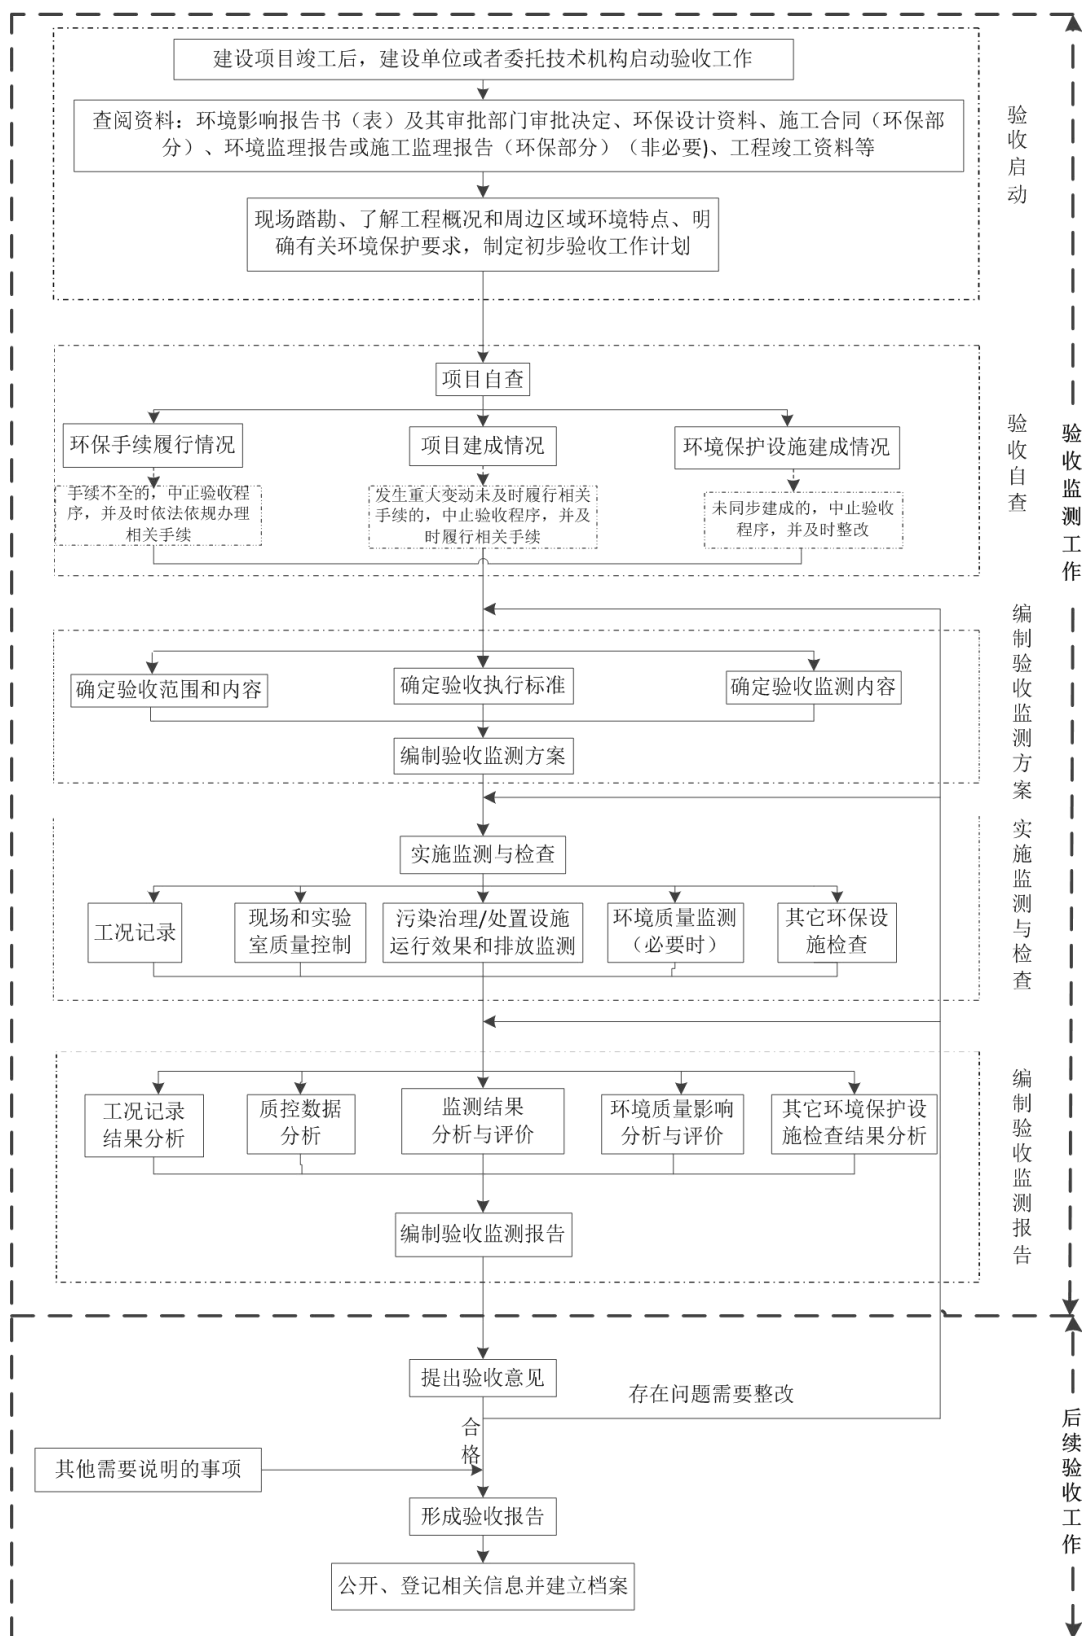 建设项目竣工后，建设单位或者委托技术机构启动验收工作
查阅资料：环境影响报告书（表）及其审批部门审批决定、环保设计资料、施工合同（环保部
分）、环境监理报告或施工监理报告（环保部分）（非必要)、工程竣工资料等
现场踏勘、了解工程概况和周边区域环境特点、明
确有关环境保护要求，制定初步验收工作计划
验收启动
项目自查
环保手续履行情况
项目建成情况
环境保护设施建成情况
手续不全的，中止验收程
序，并及时依法依规办理
相关手续
发生重大变动未及时履行相关
手续的，中止验收程序，并及
时履行相关手续
未同步建成的，中止验收
程序，并及时整改
验收自查
验收监测工作
确定验收范围和内容
确定验收执行标准
确定验收监测内容
编制验收监测方案
编制验收监测方案
实施监测与检查
工况记录
现场和实验
室质量控制
污染治理/处置设施
运行效果和排放监测
环境质量监测
（必要时）
其它环保设
施检查
实施监测与检查
工况记录
结果分析
质控数据
分析
监测结果
分析与评价
环境质量影响
分析与评价
其它环境保护设
施检查结果分析
编制验收监测报告
编制验收监测报告
提出验收意见
存在问题需要整改
合格
其他需要说明的事项
形成验收报告
公开、登记相关信息并建立档案
后续验收工作